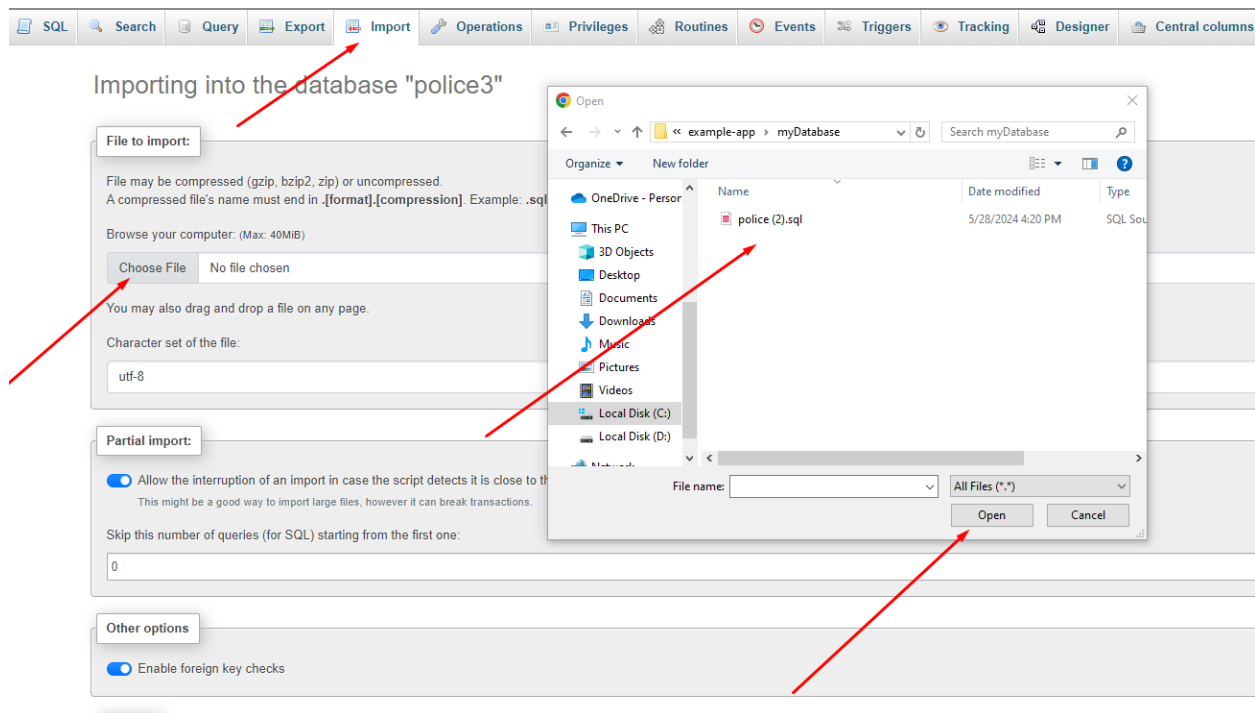 SQL Search Query Export Import Operations Privileges Routines Events Triggers Tracking Designer Central columns
Importing into the database "police3"
File to import:
File may be compressed (gzip, bzip2, zip) or uncompressed.
A compressed file's name must end in .[format].[compression]. Example: .sql
Browse your computer: (Max: 40MiB)
Choose File No file chosen
You may also drag and drop a file on any page.
Character set of the file:
utf-8
Partial import:
Allow the interruption of an import in case the script detects it is close to th
This might be a good way to import large files, however it can break transactions.
Skip this number of queries (for SQL) starting from the first one:
0
Other options
Enable foreign key checks
Open
« example-app › myDatabase
Search myDatabase
Organize New folder
OneDrive - Person
This PC
3D Objects
Desktop
Documents
Downloads
Music
Pictures
Videos
Local Disk (C:)
Local Disk (D:)
Network
Name Date modified Type
police (2).sql 5/28/2024 4:20 PM SQL Sou
File name: All Files (*.*)
Open Cancel